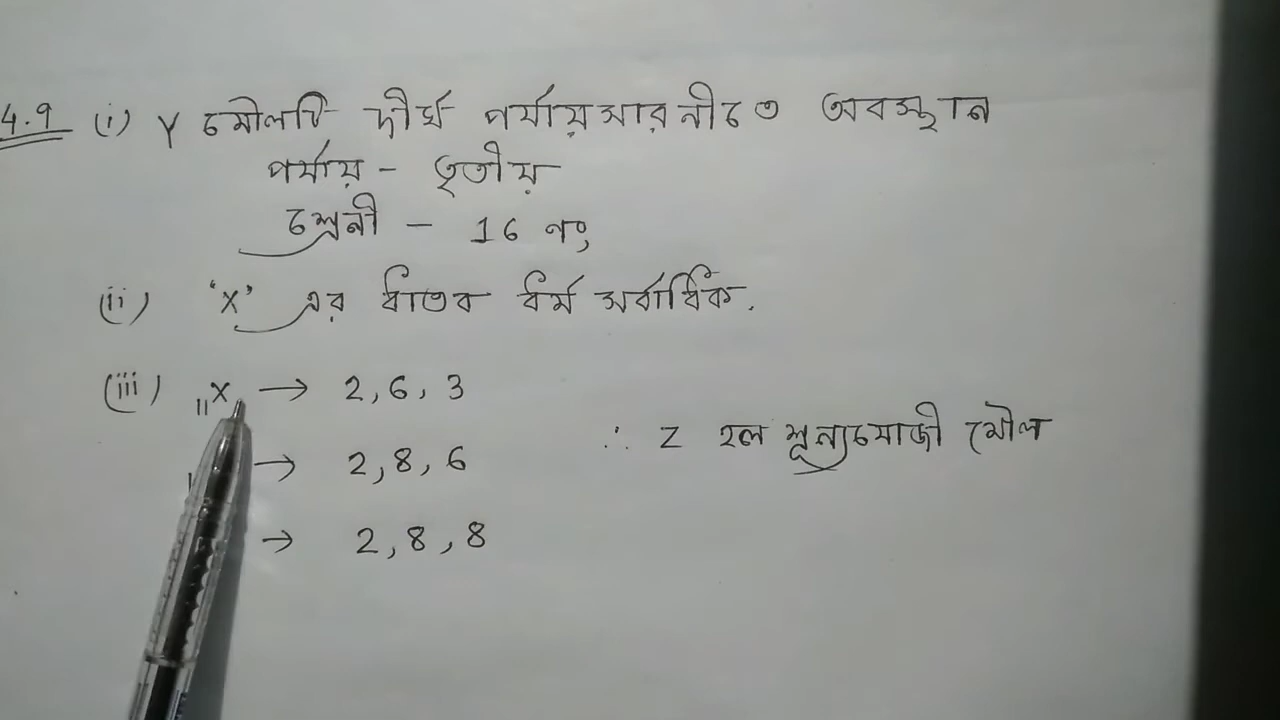 4.9 (i) Y মৌলটি দীর্ঘ পর্যায়সারনীতে অবস্থান
পর্যায় - তৃতীয়
শ্রেনী - 16 নং
(ii) 'X' এর ধাতব ধর্ম সর্বাধিক.
(iii) ₁₁X → 2, 6, 3
→ 2, 8, 6
→ 2, 8, 8
∴ Z হল শূন্যযোজী মৌল